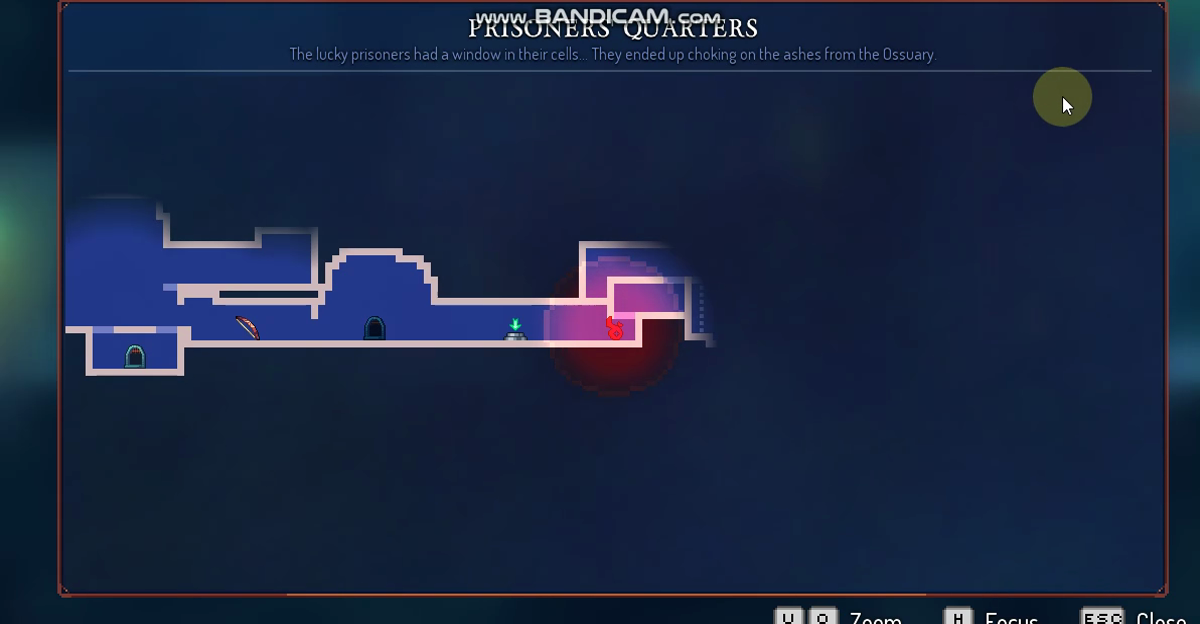 www.BANDICAM.com
PRISONERS' QUARTERS
The lucky prisoners had a window in their cells... They ended up choking on the ashes from the Ossuary.
Zoom
H Focus
ESC Close